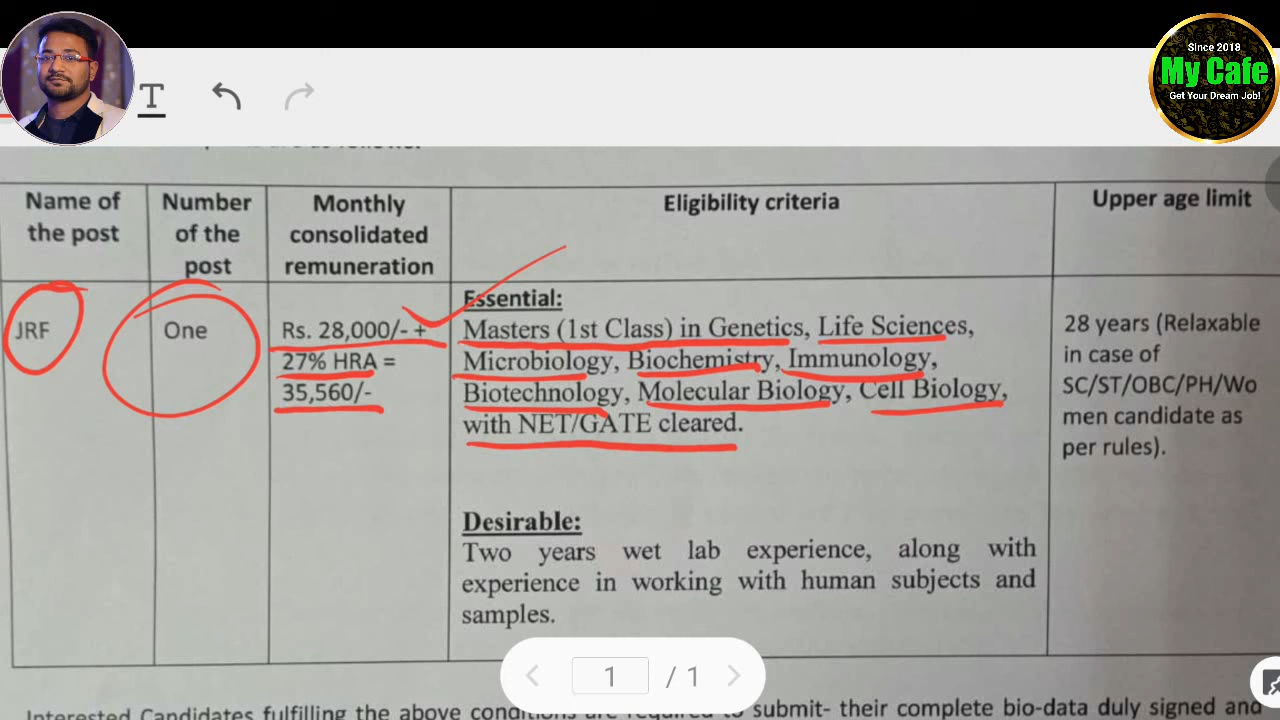 Since 2018
My Cafe
Get Your Dream Job!
T
Name of
the post
Number
of the
post
Monthly
consolidated
remuneration
Eligibility criteria
Upper age limit
JRF
One
Rs. 28,000/- +
27% HRA =
35,560/-
Essential:
Masters (1st Class) in Genetics, Life Sciences,
Microbiology, Biochemistry, Immunology,
Biotechnology, Molecular Biology, Cell Biology,
with NET/GATE cleared.
Desirable:
Two years wet lab experience, along with
experience in working with human subjects and
samples.
28 years (Relaxable
in case of
SC/ST/OBC/PH/Wo
men candidate as
per rules).
1 / 1
Interested Candidates fulfilling the above conditions are required to submit- their complete bio-data duly signed and